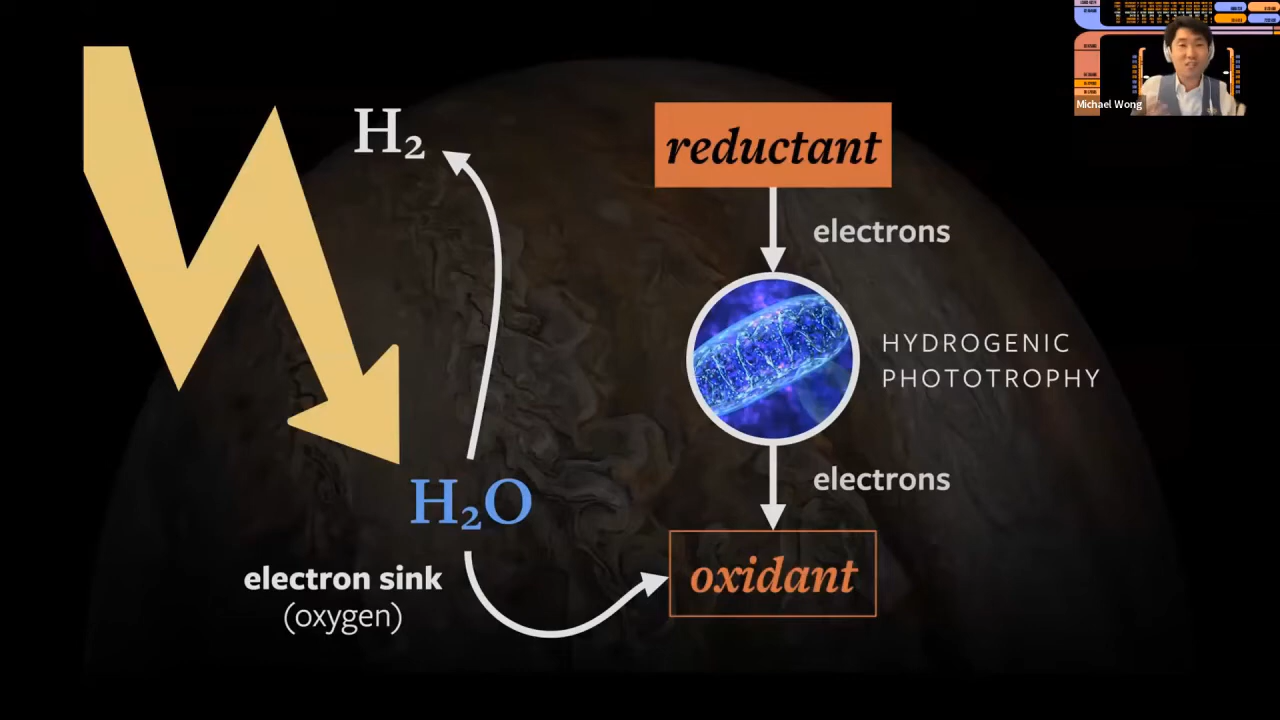 H₂
reductant
electrons
HYDROGENIC
PHOTOTROPHY
electrons
H₂O
electron sink
(oxygen)
oxidant
Michael Wong